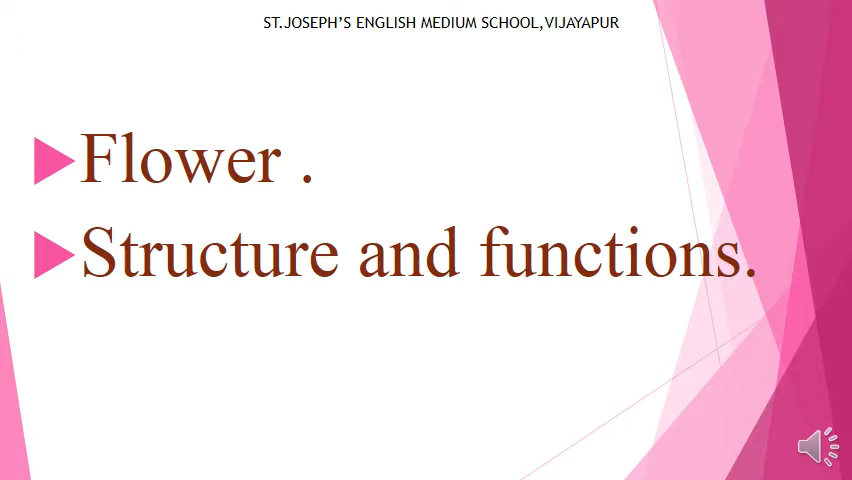 ST.JOSEPH’S ENGLISH MEDIUM SCHOOL,VIJAYAPUR
Flower .
Structure and functions.